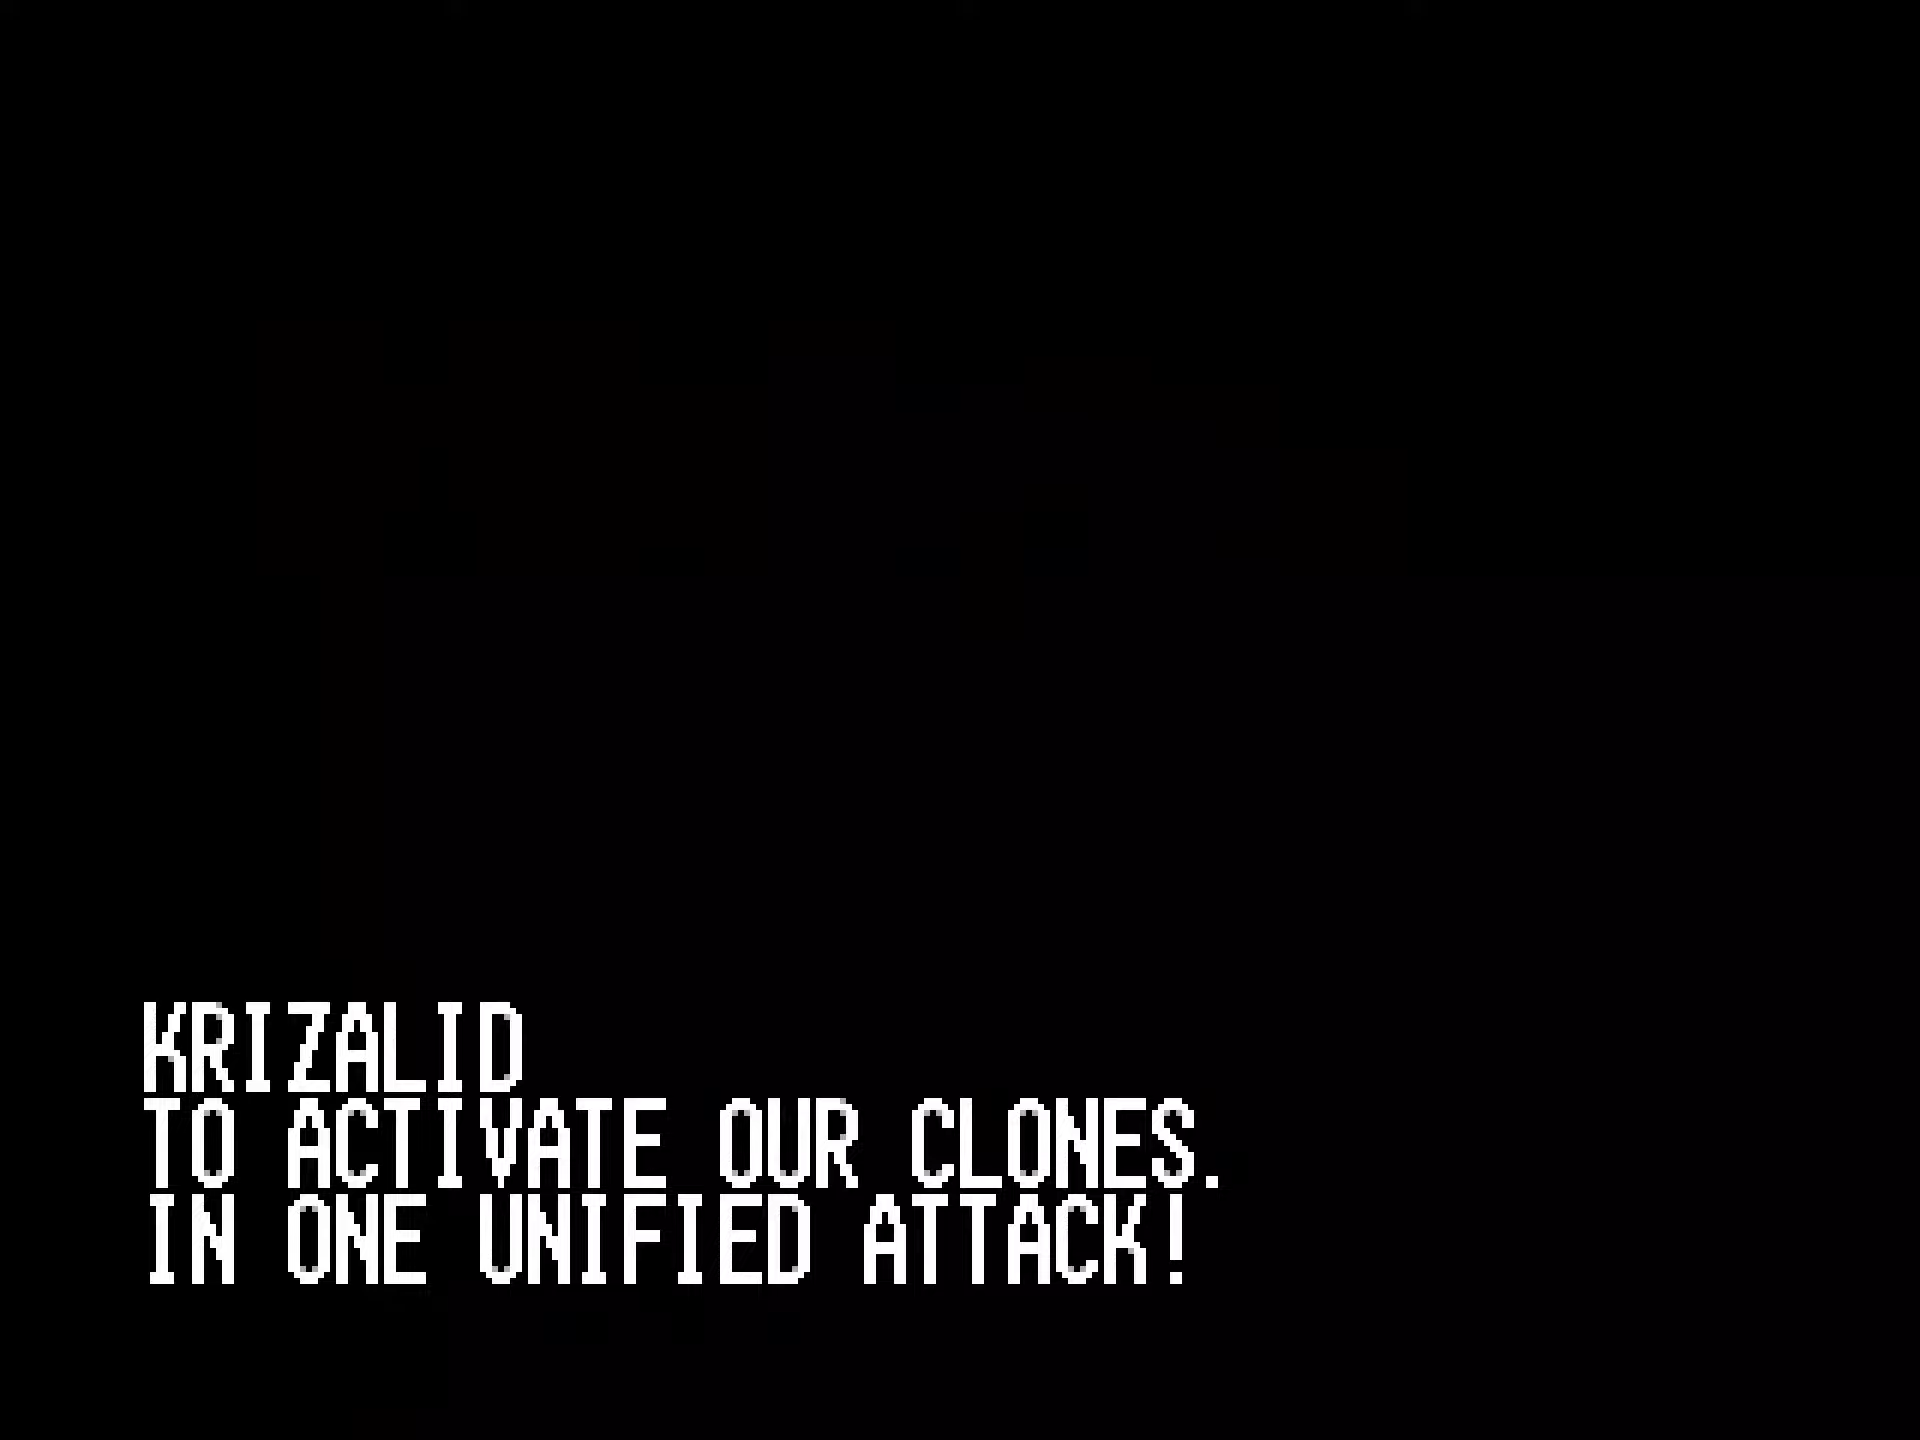 KRIZALID
TO ACTIVATE OUR CLONES.
IN ONE UNIFIED ATTACK!